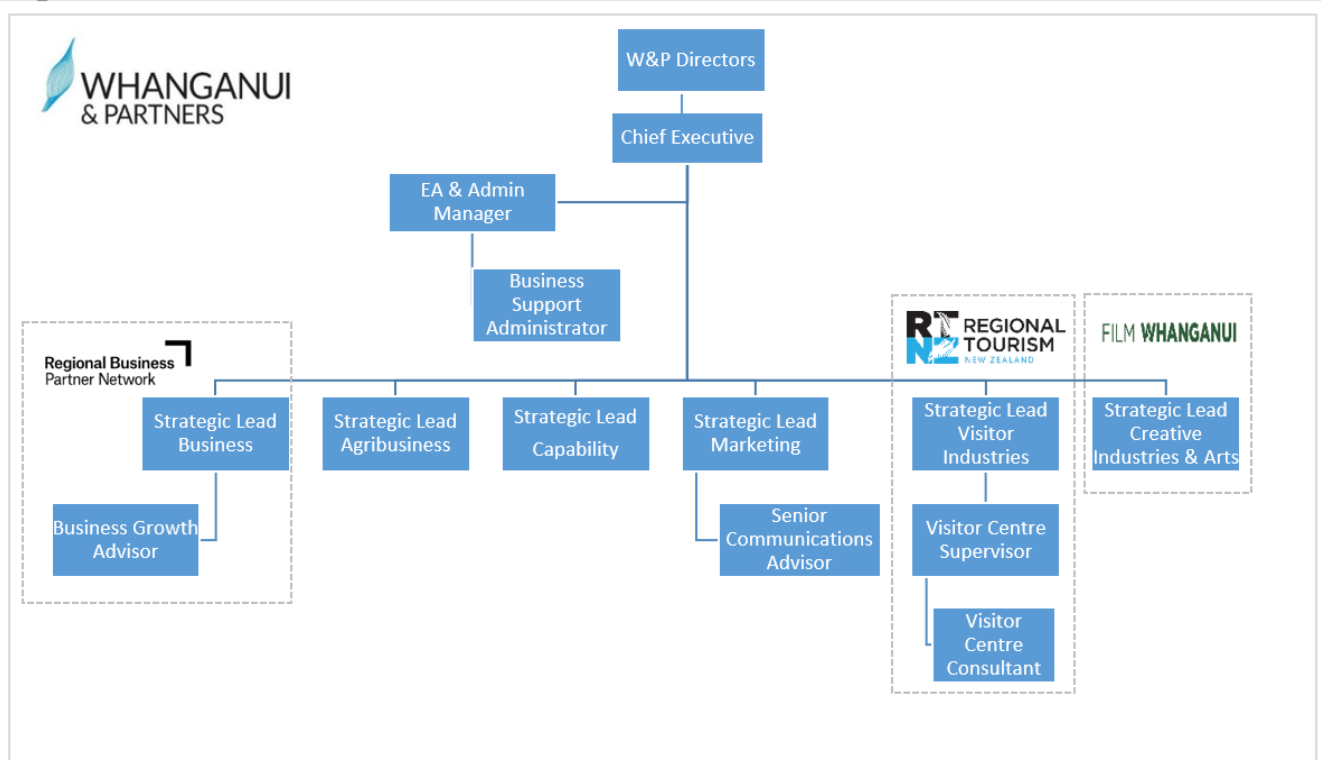 WHANGANUI
& PARTNERS
W&P Directors
Chief Executive
EA & Admin
Manager
Business
Support
Administrator
Regional Business
Partner Network
RT
NZ
REGIONAL
TOURISM
NEW ZEALAND
FILM WHANGANUI
Strategic Lead
Business
Strategic Lead
Agribusiness
Strategic Lead
Capability
Strategic Lead
Marketing
Strategic Lead
Visitor
Industries
Strategic Lead
Creative
Industries & Arts
Business Growth
Advisor
Senior
Communications
Advisor
Visitor Centre
Supervisor
Visitor
Centre
Consultant